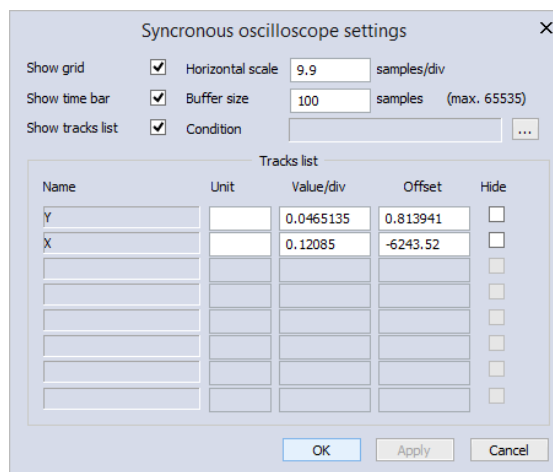 Syncronous oscilloscope settings
Show grid Horizontal scale 9.9 samples/div
Show time bar Buffer size 100 samples (max. 65535)
Show tracks list Condition ...
Tracks list
Name Unit Value/div Offset Hide
Y 0.0465135 0.813941
X 0.12085 -6243.52
OK Apply Cancel